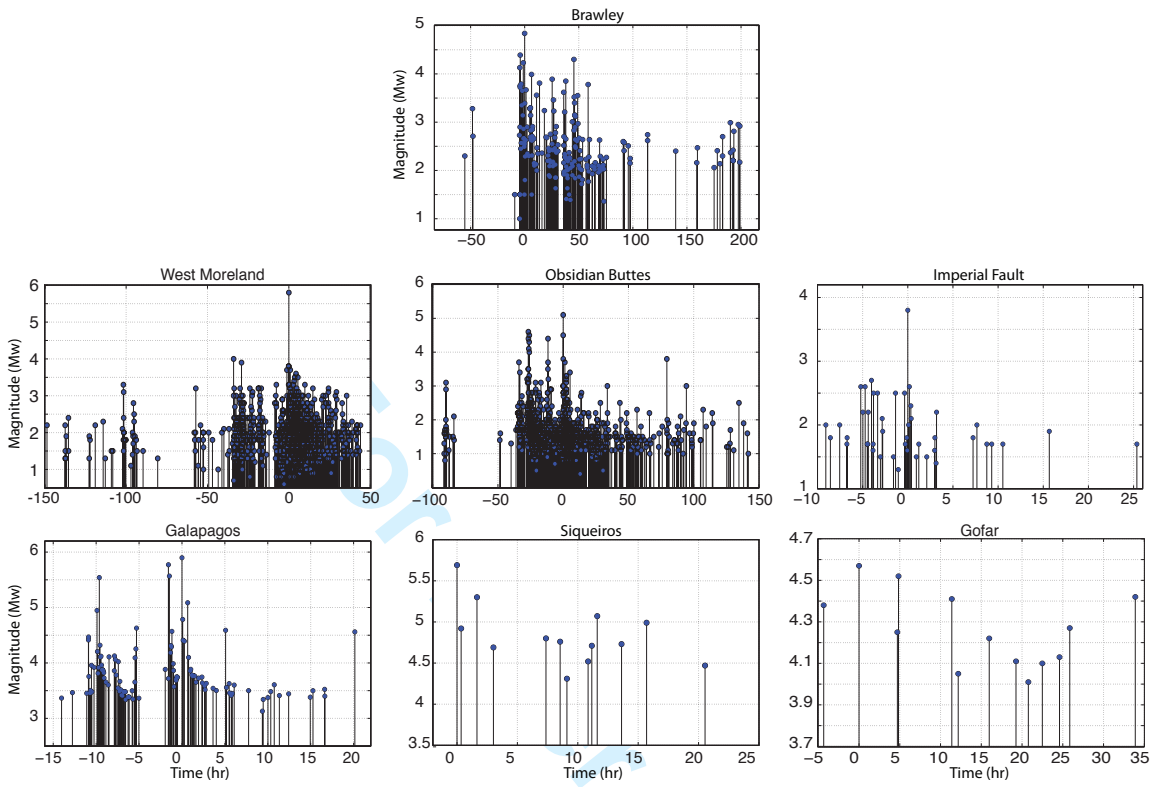 Brawley
Magnitude (Mw)
5
4
3
2
1
−50 0 50 100 150 200
West Moreland
Magnitude (Mw)
6
5
4
3
2
1
−150 −100 −50 0 50
Obsidian Buttes
6
5
4
3
2
1
−100 −50 0 50 100 150
Imperial Fault
4
3
2
1
−10 −5 0 5 10 15 20 25
Galapagos
Magnitude (Mw)
6
5
4
3
−15 −10 −5 0 5 10 15 20
Time (hr)
Siqueiros
6
5.5
5
4.5
4
3.5
0 5 10 15 20 25
Time (hr)
Gofar
4.7
4.5
4.3
4.1
3.9
3.7
−5 0 5 10 15 20 25 30 35
Time (hr)
For